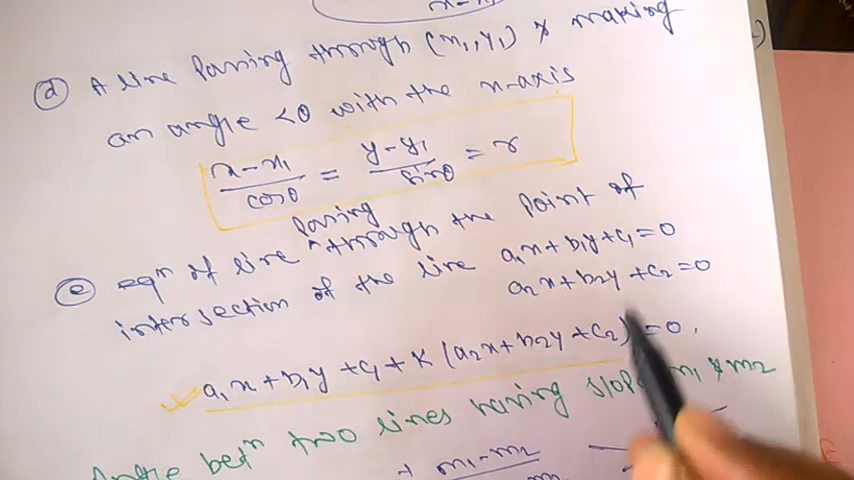 (d) A line passing through (x₁, y₁) & making
an angle <θ with the x-axis
(x-x₁)/cosθ = (y-y₁)/sinθ = r
(e) eqⁿ of line ^passing through the point of
intersection of the line a₁x+b₁y+c₁=0
a₂x+b₂y+c₂=0
a₁x+b₁y+c₁+K(a₂x+b₂y+c₂)=0.
Angle betⁿ two lines having slope m₁ & m₂
m₁-m₂